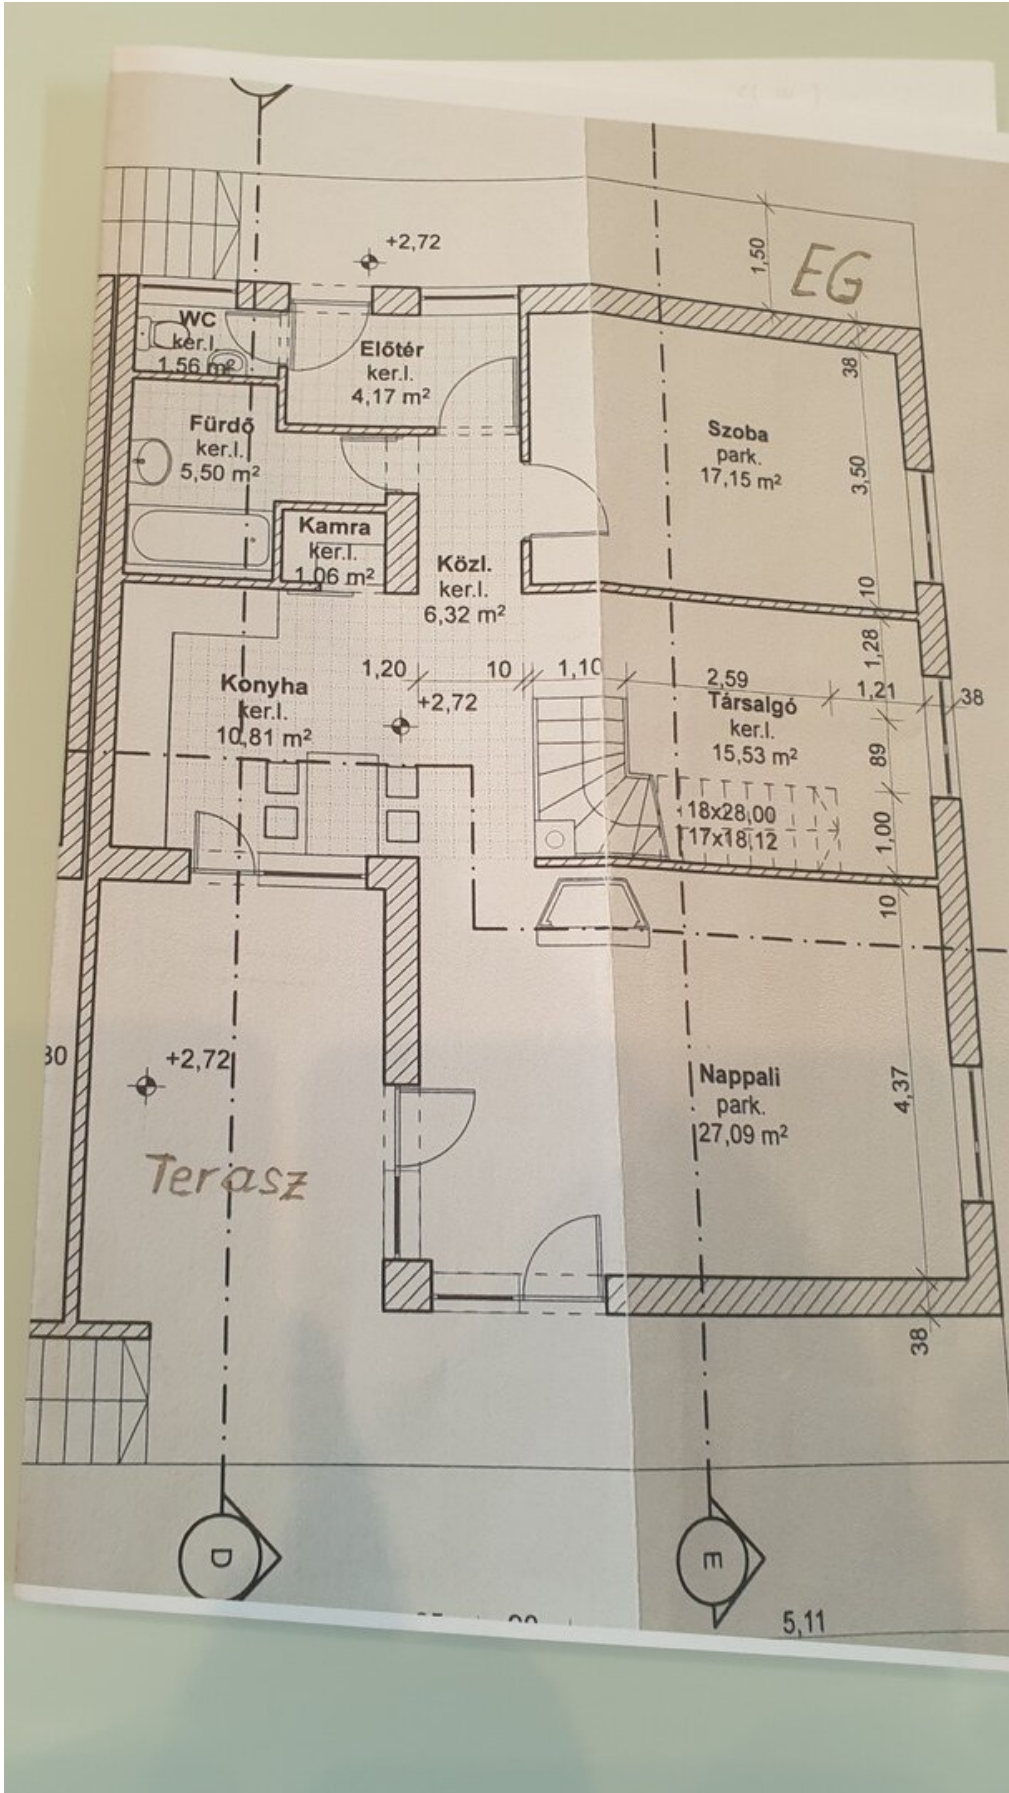 +2,72
1,50
EG
WC
ker.l.
1,56 m²
Előtér
ker.l.
4,17 m²
38
Fürdő
ker.l.
5,50 m²
Szoba
park.
17,15 m²
3,50
Kamra
ker.l.
1,06 m²
Közl.
ker.l.
6,32 m²
10
1,28
1,20
10
1,10
2,59
1,21
38
Konyha
ker.l.
10,81 m²
+2,72
Társalgó
ker.l.
15,53 m²
89
18x28,00
17x18,12
1,00
10
30
+2,72
Nappali
park.
27,09 m²
4,37
Terasz
38
D
E
5,11